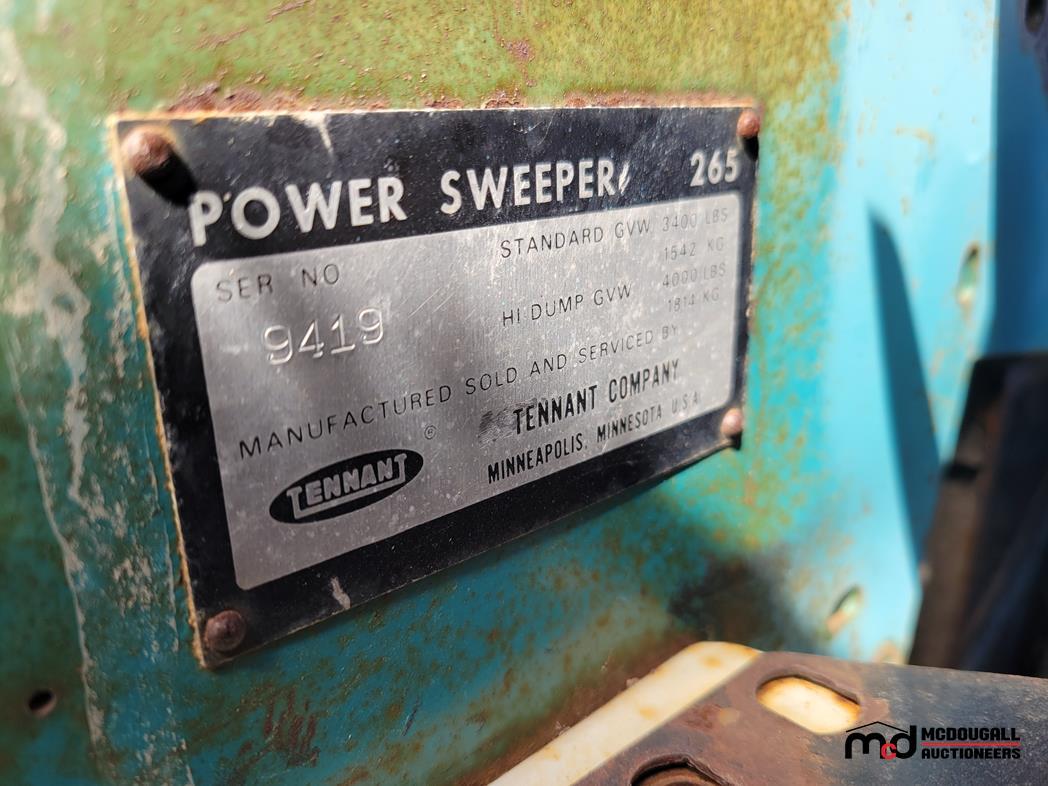 POWER SWEEPER 265
SER NO
9419
STANDARD GVW 3400 LBS
1542 KG
HI DUMP GVW 4000 LBS
1814 KG
MANUFACTURED SOLD AND SERVICED BY
TENNANT ®
TENNANT COMPANY
MINNEAPOLIS, MINNESOTA U.S.A.
mcd MCDOUGALL
AUCTIONEERS